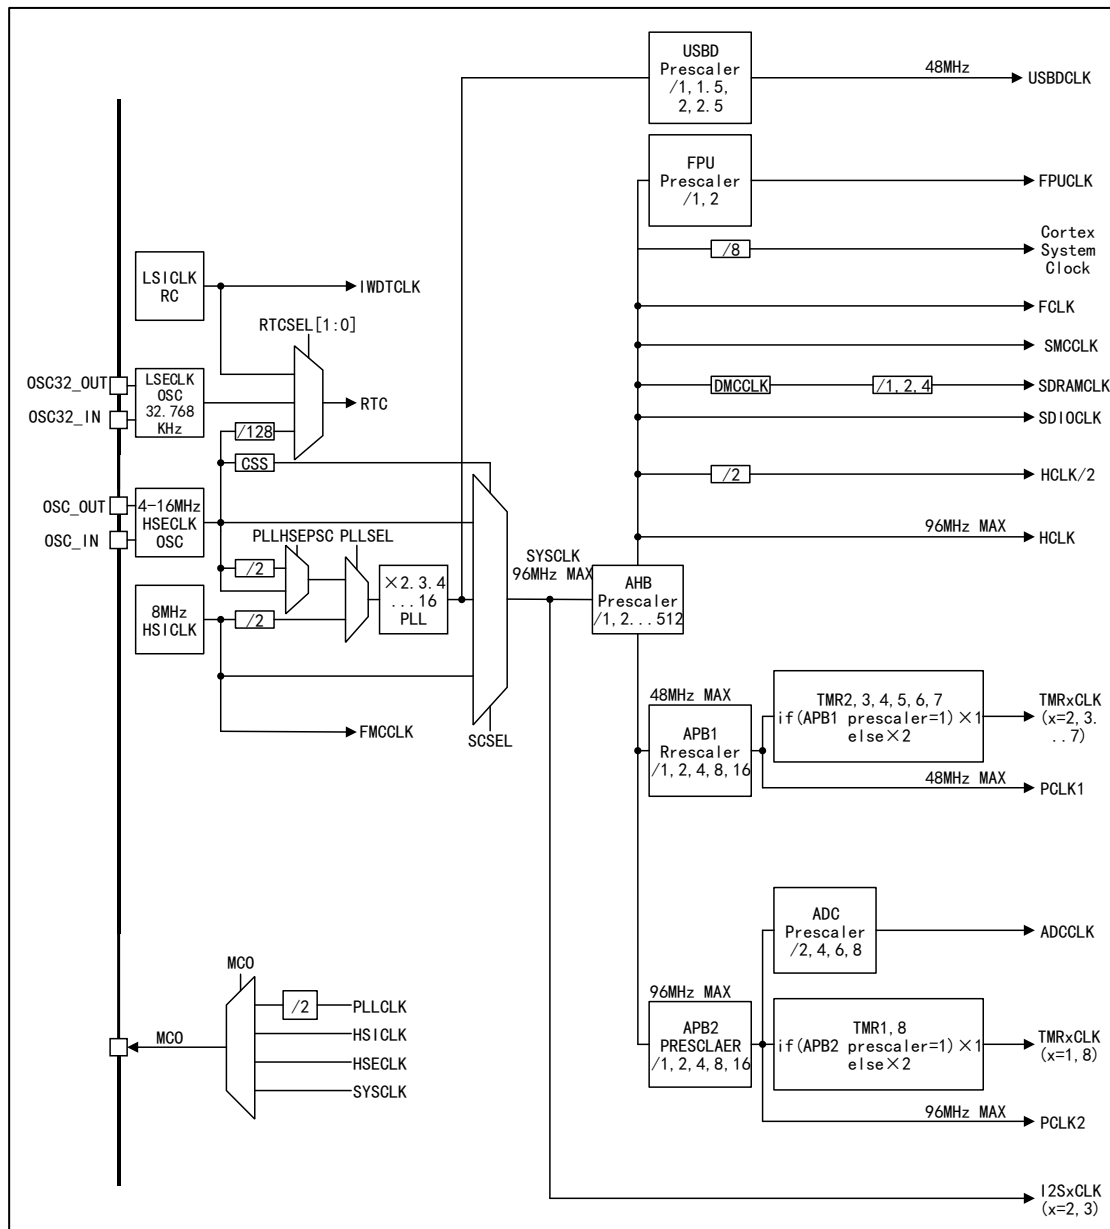 USBD
Prescaler
/1, 1.5,
2, 2.5
48MHz
USBDCLK
FPU
Prescaler
/1, 2
FPUCLK
/8
Cortex
System
Clock
LSICLK
RC
IWDTCLK
FCLK
RTCSEL[1:0]
SMCCLK
OSC32_OUT
OSC32_IN
LSECLK
OSC
32.768
KHz
RTC
DMCCLK
/1, 2, 4
SDRAMCLK
SDIOCLK
/128
CSS
/2
HCLK/2
OSC_OUT
OSC_IN
4-16MHz
HSECLK
OSC
96MHz MAX
HCLK
PLLHSEPSC
PLLSEL
SYSCLK
96MHz MAX
/2
×2. 3. 4
...16
PLL
AHB
Prescaler
/1, 2...512
8MHz
HSICLK
/2
FMCCLK
SCSEL
48MHz MAX
APB1
Rrescaler
/1, 2, 4, 8, 16
TMR2, 3, 4, 5, 6, 7
if(APB1 prescaler=1) ×1
else×2
TMRxCLK
(x=2, 3.
..7)
48MHz MAX
PCLK1
ADC
Prescaler
/2, 4, 6, 8
ADCCLK
MCO
/2
PLLCLK
HSICLK
HSECLK
SYSCLK
MCO
96MHz MAX
APB2
PRESCLAER
/1, 2, 4, 8, 16
TMR1, 8
if(APB2 prescaler=1) ×1
else×2
TMRxCLK
(x=1, 8)
96MHz MAX
PCLK2
I2SxCLK
(x=2, 3)